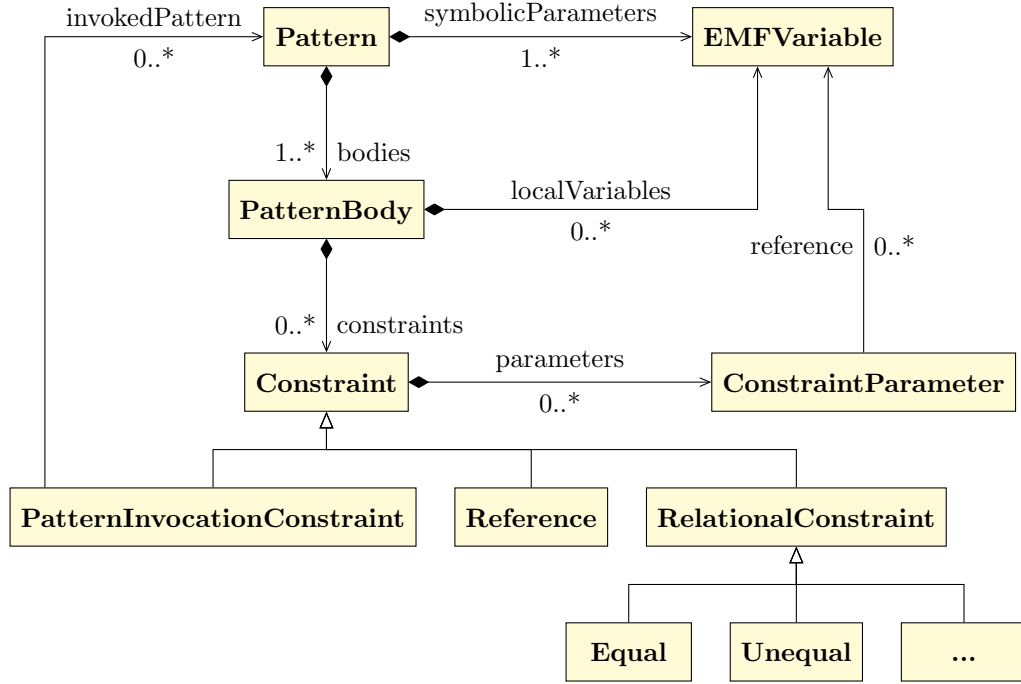 invokedPattern
0..*
Pattern
symbolicParameters
1..*
EMFVariable
1..*
bodies
PatternBody
localVariables
0..*
reference
0..*
0..*
constraints
Constraint
parameters
0..*
ConstraintParameter
PatternInvocationConstraint
Reference
RelationalConstraint
Equal
Unequal
...